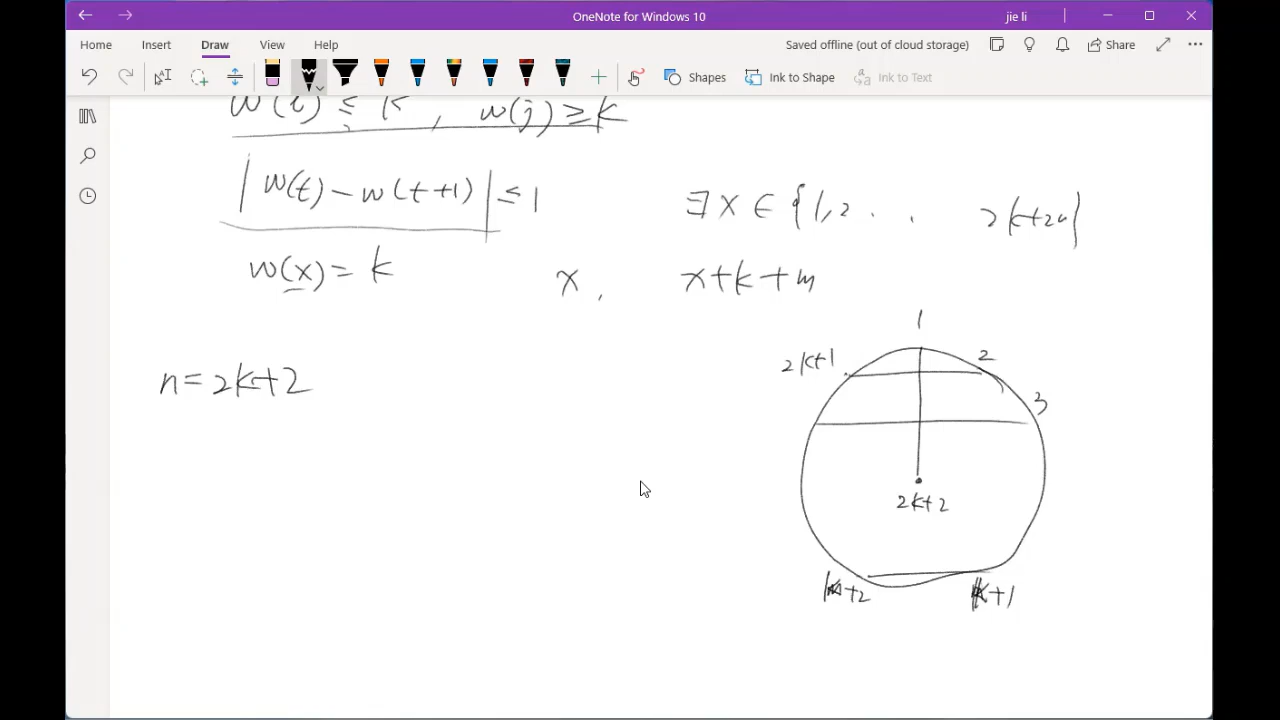 OneNote for Windows 10
jie li
Home Insert Draw View Help
Saved offline (out of cloud storage)
Share
Shapes
Ink to Shape
Ink to Text
w(i) ≤ k, w(j) ≥ k
|w(t) - w(t+1)| ≤ 1
∃ x ∈ {1, 2 . . 2k+2m}
w(x) = k
x, x+k+m
n = 2k+2
1
2k+1
2
3
2k+2
k+2
k+1